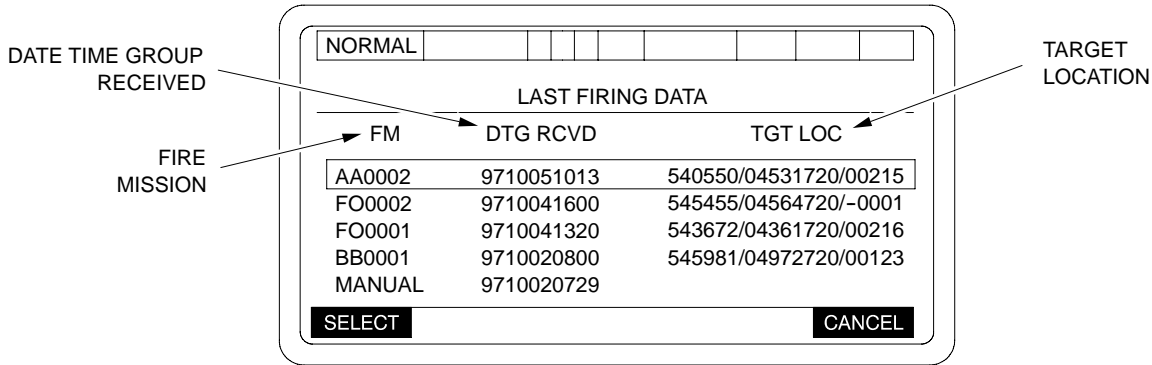 DATE TIME GROUP
RECEIVED
FIRE
MISSION
TARGET
LOCATION
NORMAL
LAST FIRING DATA
FM DTG RCVD TGT LOC
AA0002 9710051013 540550/04531720/00215
FO0002 9710041600 545455/04564720/-0001
FO0001 9710041320 543672/04361720/00216
BB0001 9710020800 545981/04972720/00123
MANUAL 9710020729
SELECT CANCEL